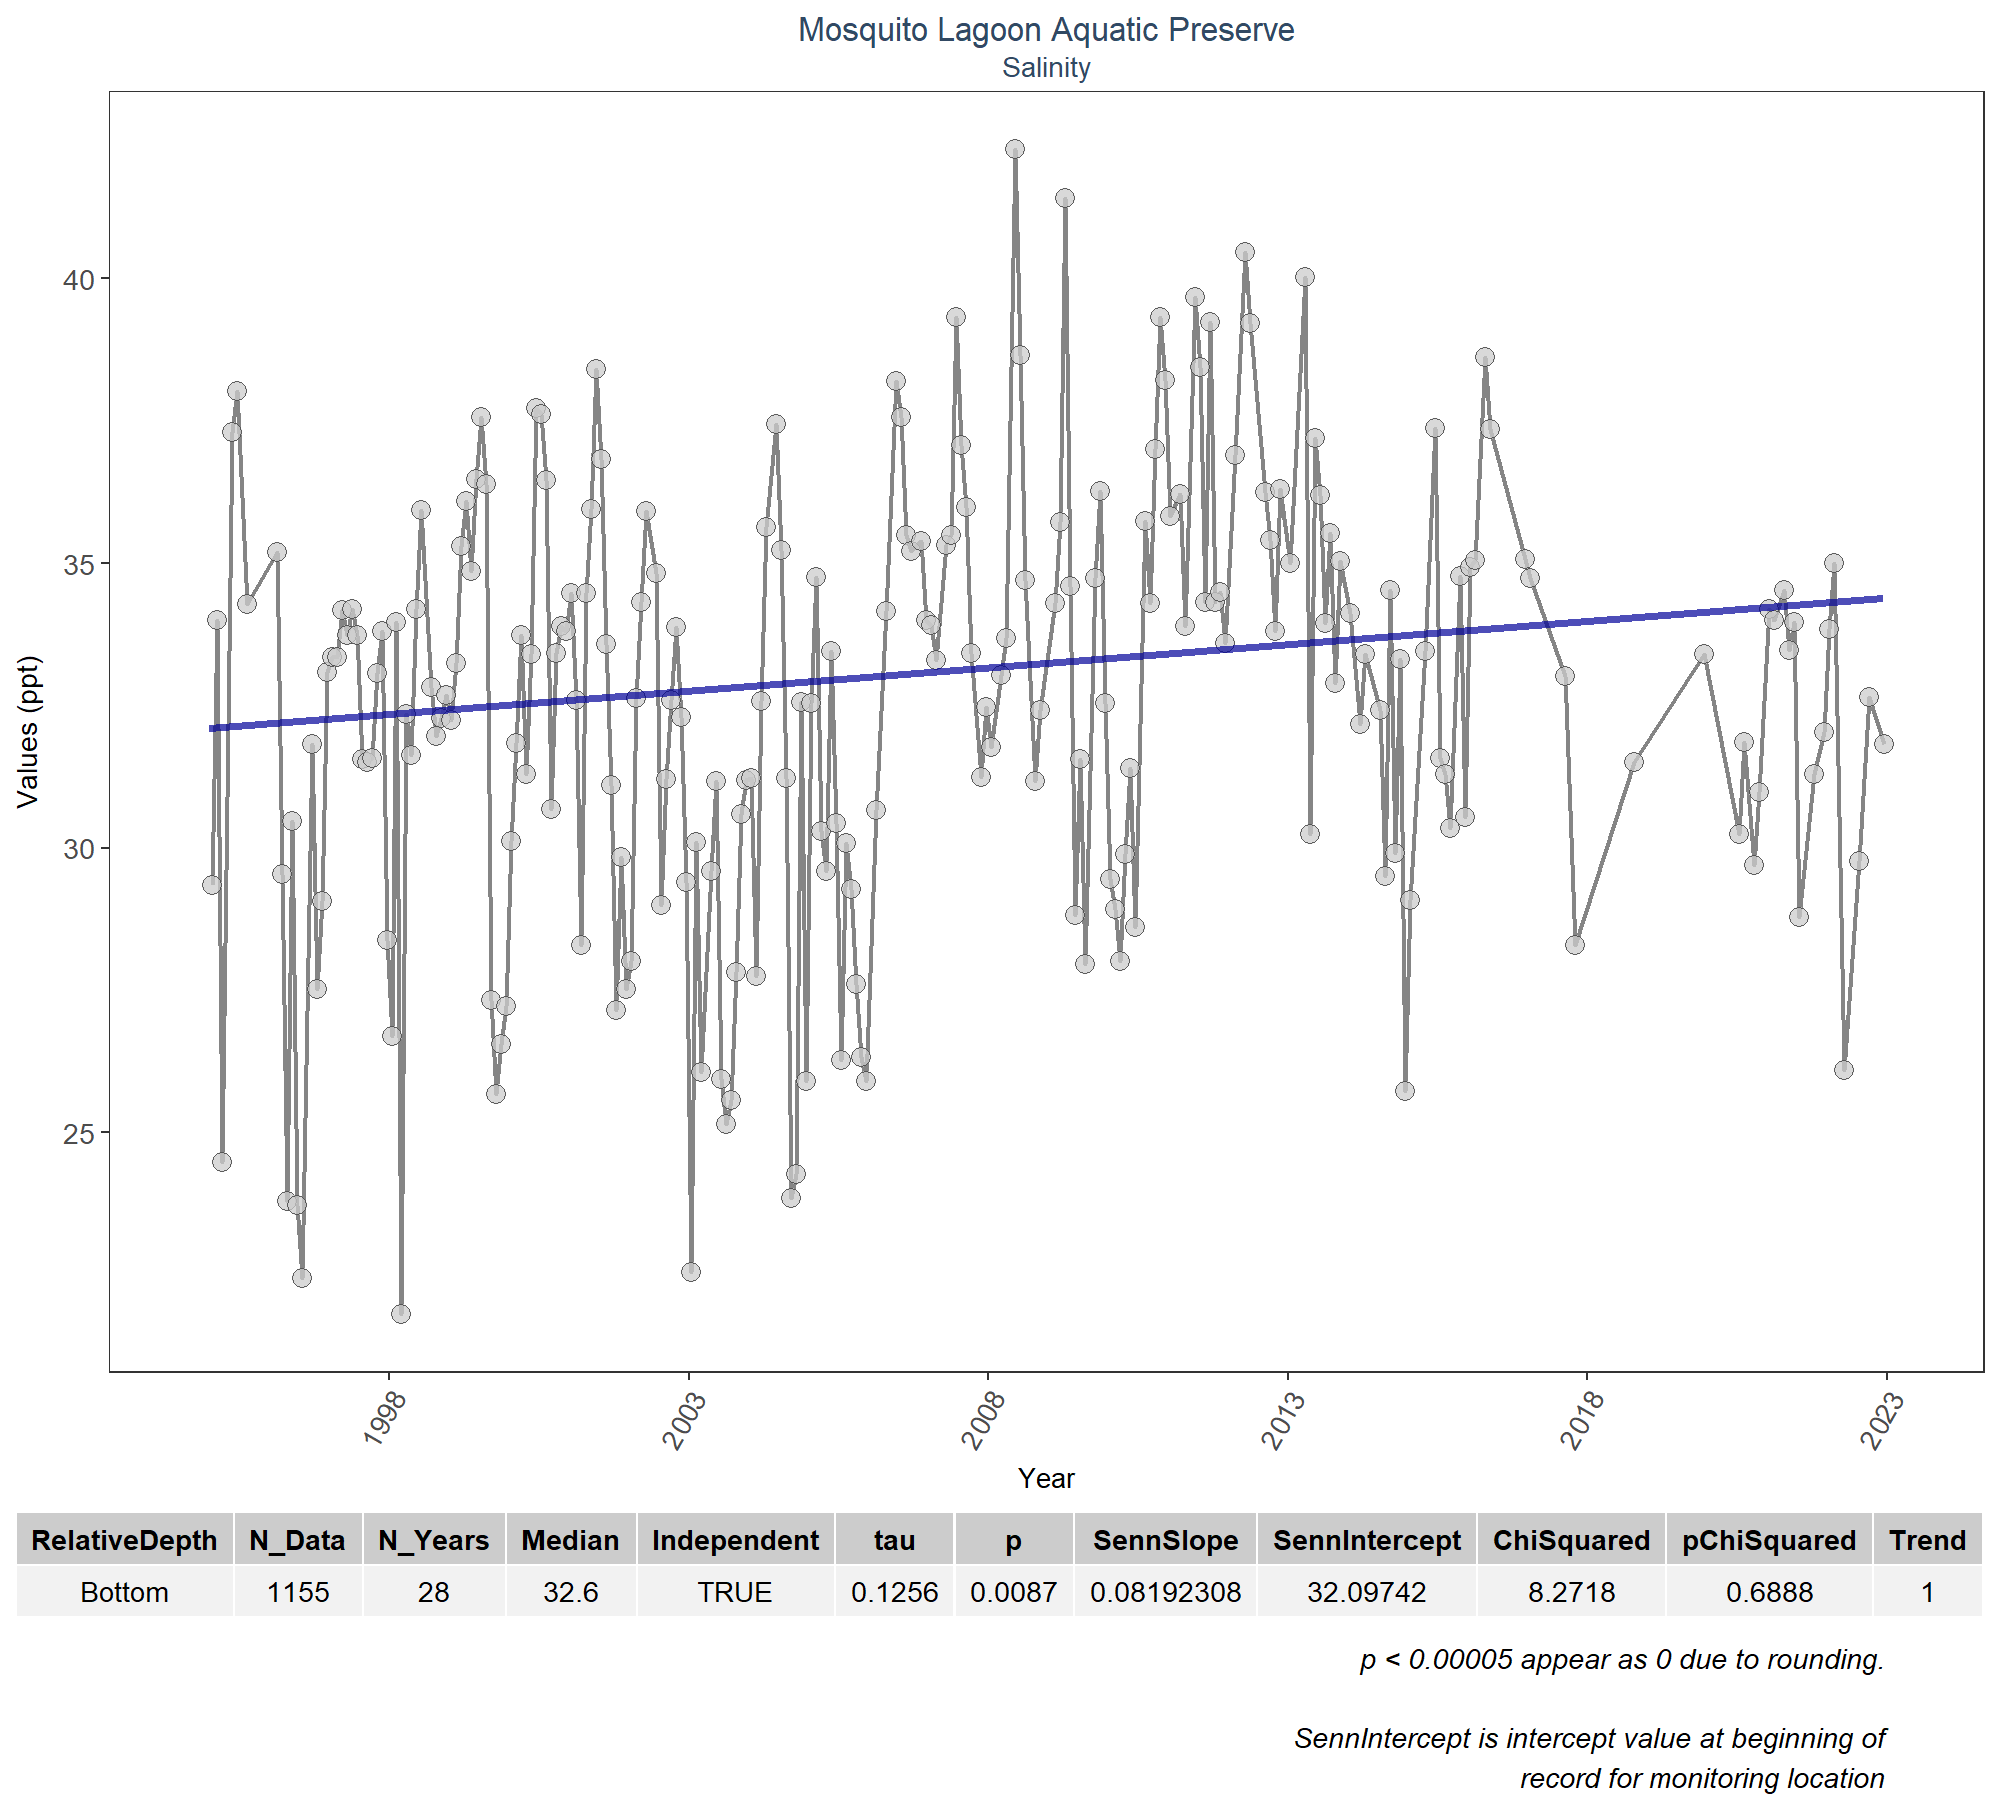 Mosquito Lagoon Aquatic Preserve
Salinity
Values (ppt)
40
35
30
25
1998
2003
2008
2013
2018
2023
Year
RelativeDepth N_Data N_Years Median Independent tau p SennSlope SennIntercept ChiSquared pChiSquared Trend
Bottom 1155 28 32.6 TRUE 0.1256 0.0087 0.08192308 32.09742 8.2718 0.6888 1
p < 0.00005 appear as 0 due to rounding.
SennIntercept is intercept value at beginning of
record for monitoring location